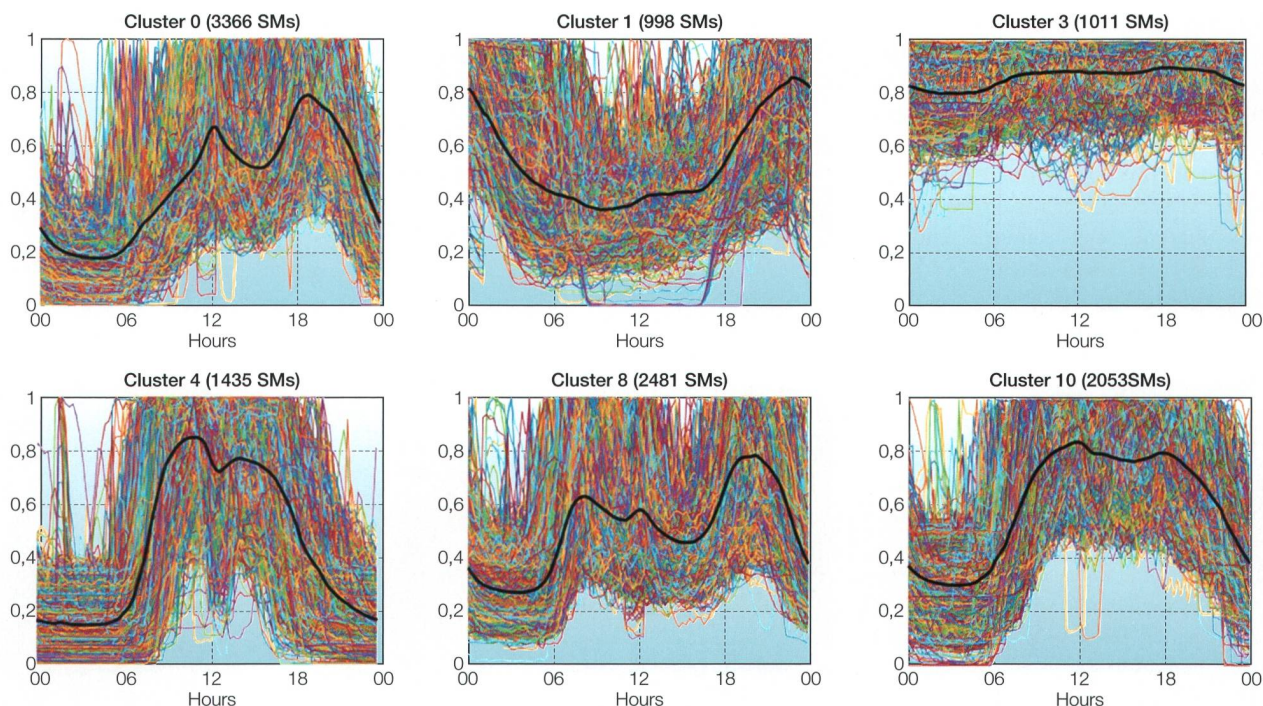 Cluster 0 (3366 SMs)
1
0,8
0,6
0,4
0,2
0
00 06 12 18 00
Hours
Cluster 1 (998 SMs)
1
0,8
0,6
0,4
0,2
0
00 06 12 18 00
Hours
Cluster 3 (1011 SMs)
1
0,8
0,6
0,4
0,2
0
00 06 12 18 00
Hours
Cluster 4 (1435 SMs)
1
0,8
0,6
0,4
0,2
0
00 06 12 18 00
Hours
Cluster 8 (2481 SMs)
1
0,8
0,6
0,4
0,2
0
00 06 12 18 00
Hours
Cluster 10 (2053SMs)
1
0,8
0,6
0,4
0,2
0
00 06 12 18 00
Hours